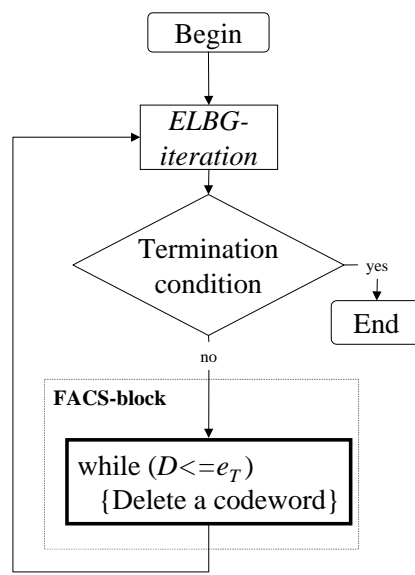 Begin
ELBG-
iteration
Termination
condition
yes
End
no
FACS-block
while (D<=e_T)
{Delete a codeword}